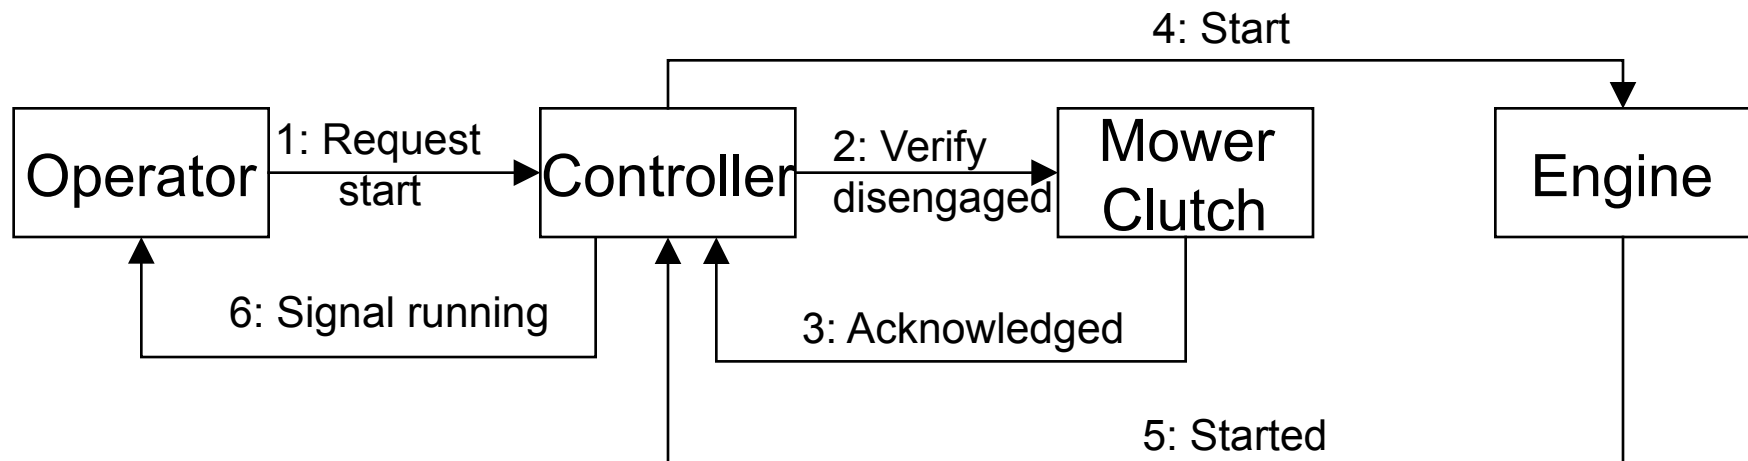 4: Start
Operator
1: Request
start
Controller
2: Verify
disengaged
Mower
Clutch
Engine
6: Signal running
3: Acknowledged
5: Started